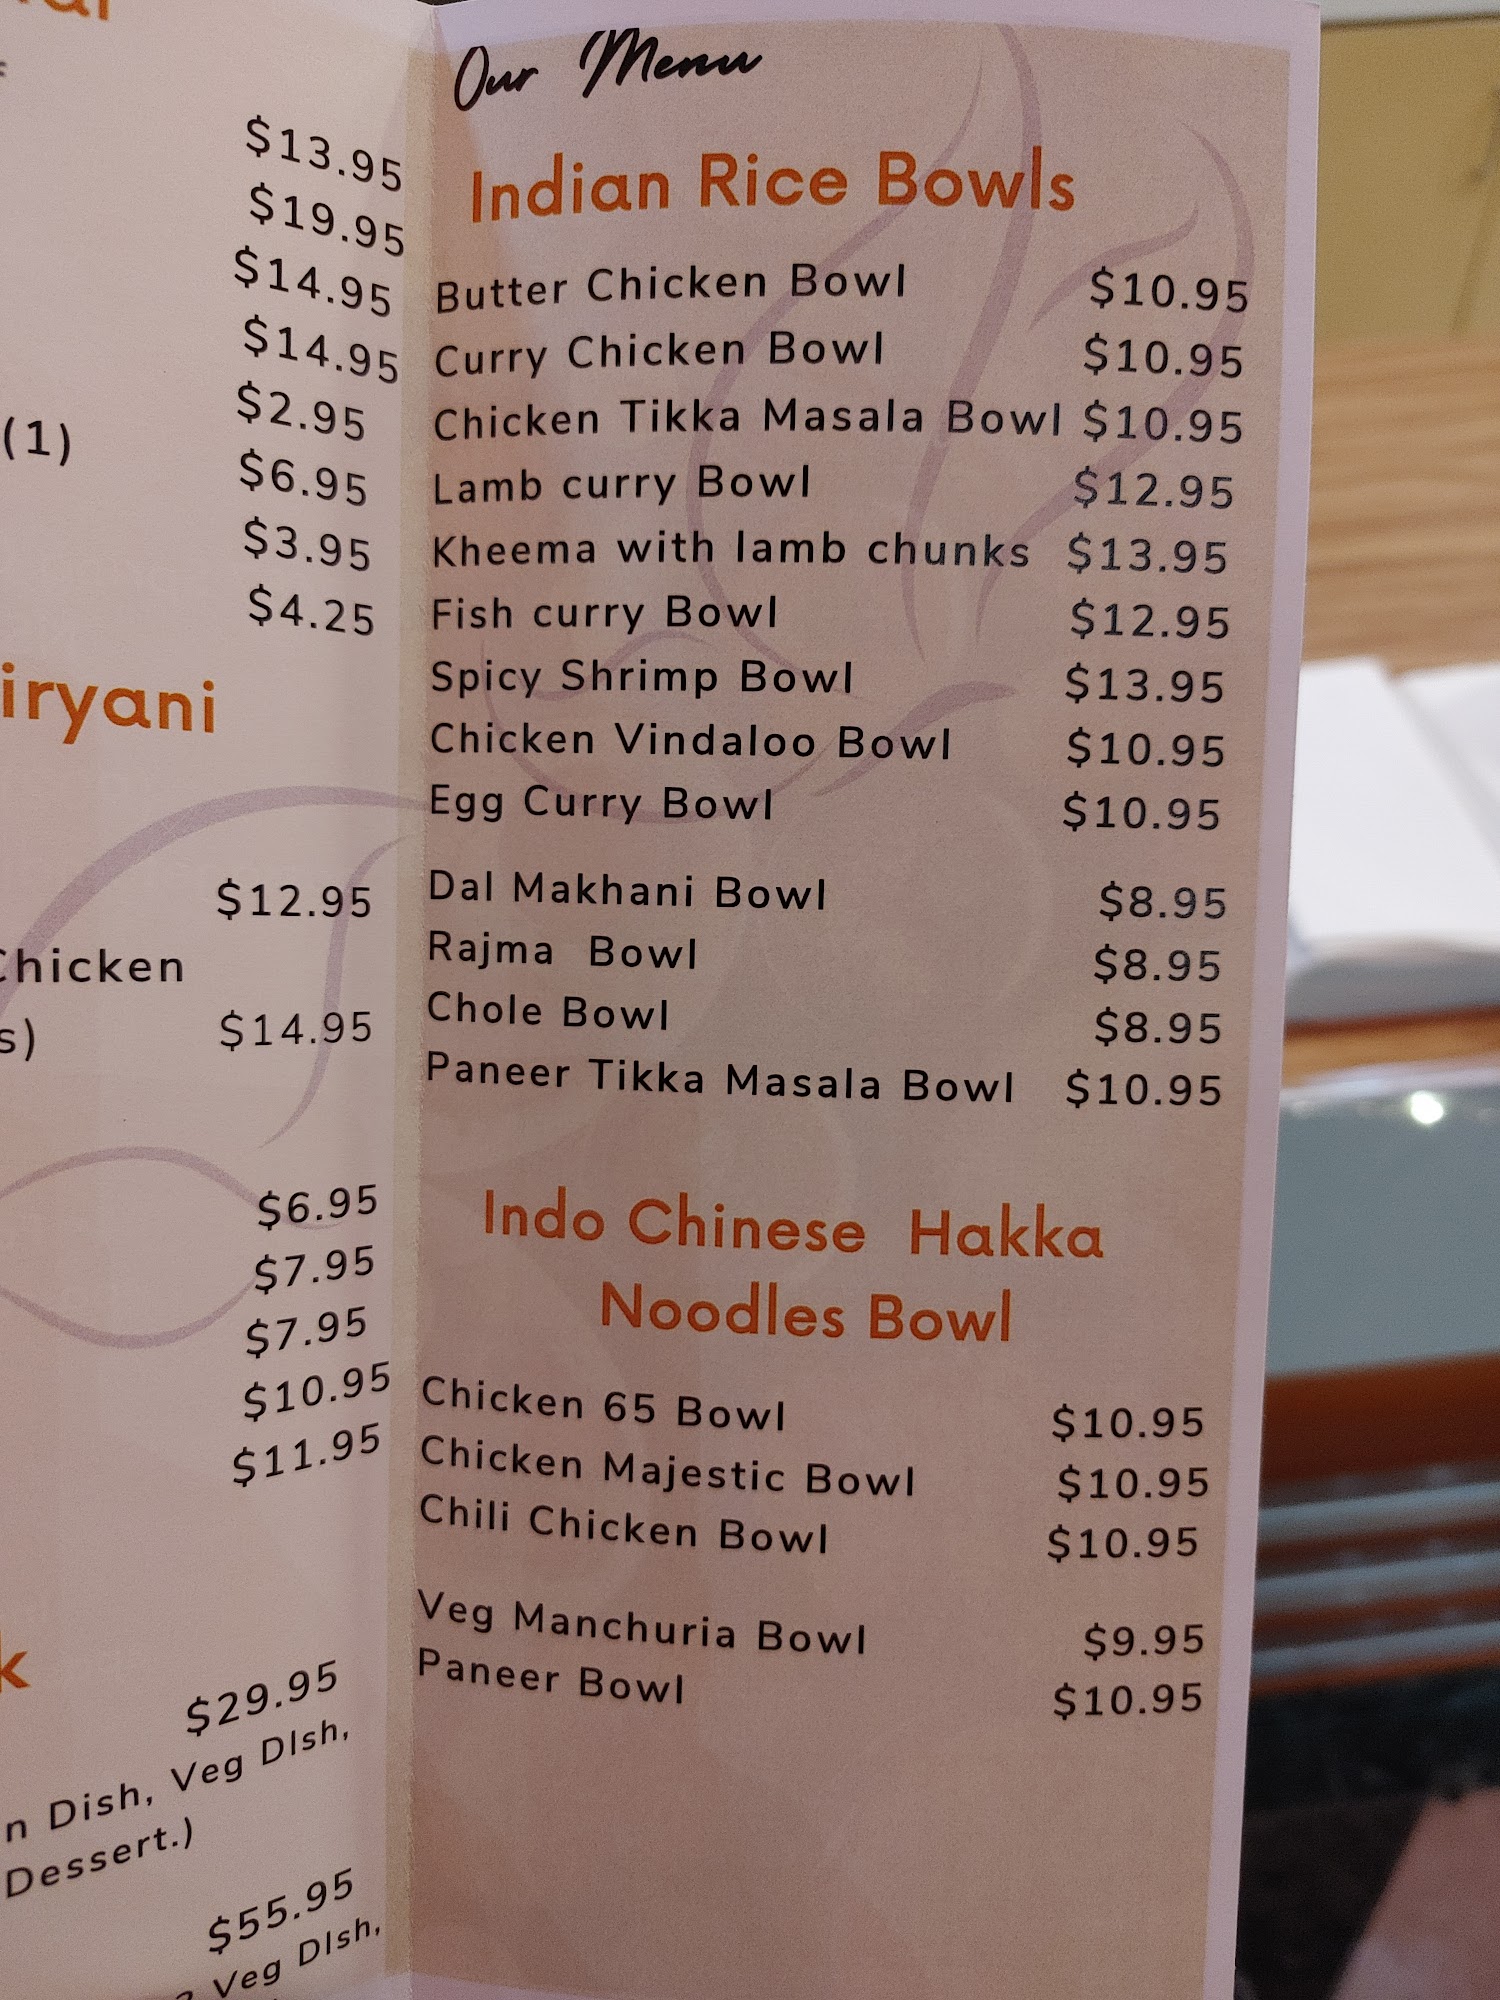 $13.95
$19.95
$14.95
$14.95
$2.95
(1)
$6.95
$3.95
$4.25
iryani
$12.95
Chicken
s) $14.95
$6.95
$7.95
$7.95
$10.95
$11.95
k
$29.95
n Dish, Veg DIsh,
Dessert.)
$55.95
Veg DIsh,
Our Menu
Indian Rice Bowls
Butter Chicken Bowl $10.95
Curry Chicken Bowl $10.95
Chicken Tikka Masala Bowl $10.95
Lamb curry Bowl $12.95
Kheema with lamb chunks $13.95
Fish curry Bowl $12.95
Spicy Shrimp Bowl $13.95
Chicken Vindaloo Bowl $10.95
Egg Curry Bowl $10.95
Dal Makhani Bowl $8.95
Rajma Bowl $8.95
Chole Bowl $8.95
Paneer Tikka Masala Bowl $10.95
Indo Chinese Hakka
Noodles Bowl
Chicken 65 Bowl $10.95
Chicken Majestic Bowl $10.95
Chili Chicken Bowl $10.95
Veg Manchuria Bowl $9.95
Paneer Bowl $10.95